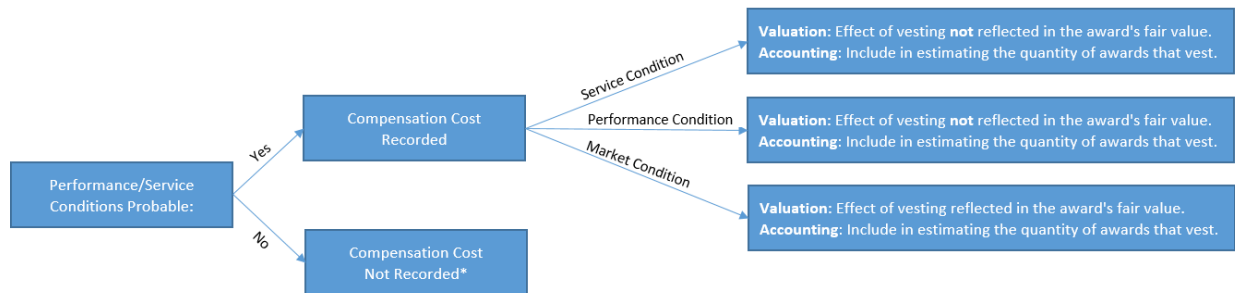 Performance/Service
Conditions Probable:
Yes
No
Compensation Cost
Recorded
Compensation Cost
Not Recorded*
Service Condition
Performance Condition
Market Condition
Valuation: Effect of vesting not reflected in the award's fair value.
Accounting: Include in estimating the quantity of awards that vest.
Valuation: Effect of vesting not reflected in the award's fair value.
Accounting: Include in estimating the quantity of awards that vest.
Valuation: Effect of vesting reflected in the award's fair value.
Accounting: Include in estimating the quantity of awards that vest.